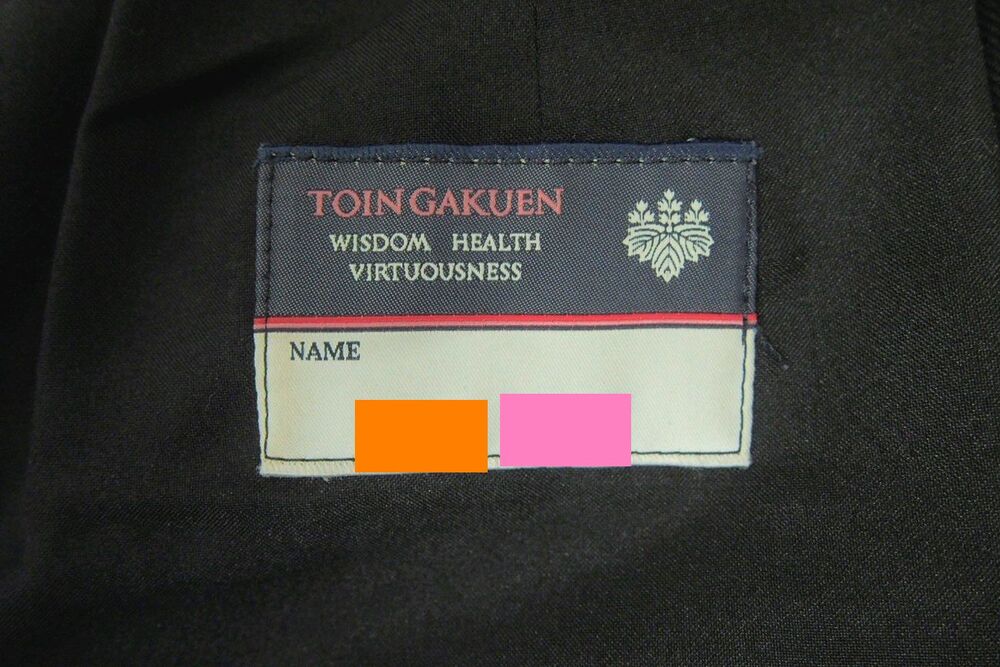 TOIN GAKUEN
WISDOM HEALTH
VIRTUOUSNESS
NAME